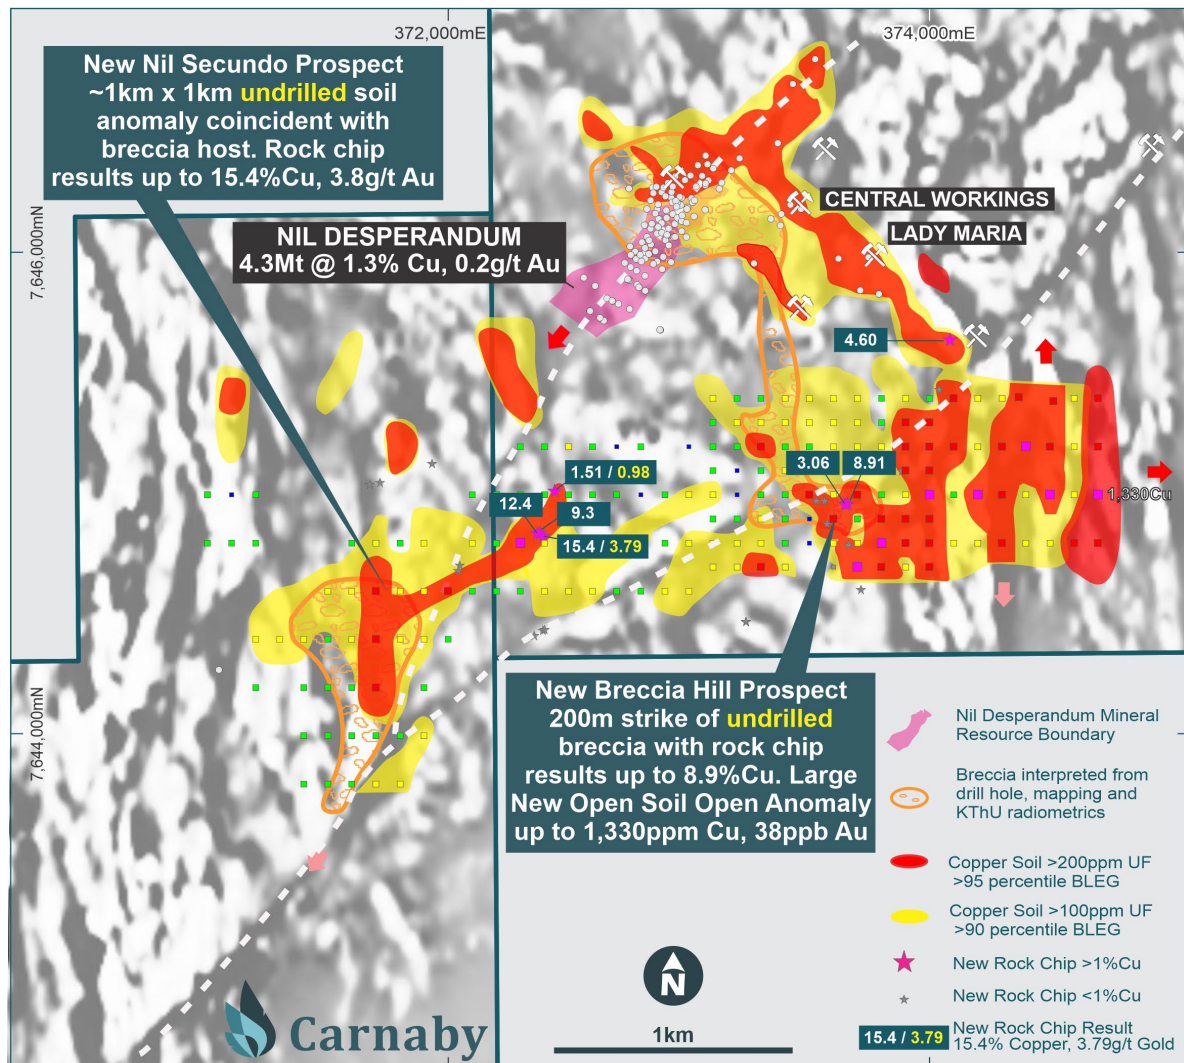 372,000mE
374,000mE
New Nil Secundo Prospect
~1km x 1km undrilled soil
anomaly coincident with
breccia host. Rock chip
results up to 15.4%Cu, 3.8g/t Au
CENTRAL WORKINGS
LADY MARIA
NIL DESPERANDUM
4.3Mt @ 1.3% Cu, 0.2g/t Au
7,646,000mN
4.60
1.51 / 0.98
3.06
8.91
12.4
9.3
15.4 / 3.79
1,330Cu
7,644,000mN
New Breccia Hill Prospect
200m strike of undrilled
breccia with rock chip
results up to 8.9%Cu. Large
New Open Soil Open Anomaly
up to 1,330ppm Cu, 38ppb Au
Nil Desperandum Mineral
Resource Boundary
Breccia interpreted from
drill hole, mapping and
KThU radiometrics
Copper Soil >200ppm UF
>95 percentile BLEG
Copper Soil >100ppm UF
>90 percentile BLEG
New Rock Chip >1%Cu
New Rock Chip <1%Cu
15.4 / 3.79
New Rock Chip Result
15.4% Copper, 3.79g/t Gold
N
1km
Carnaby